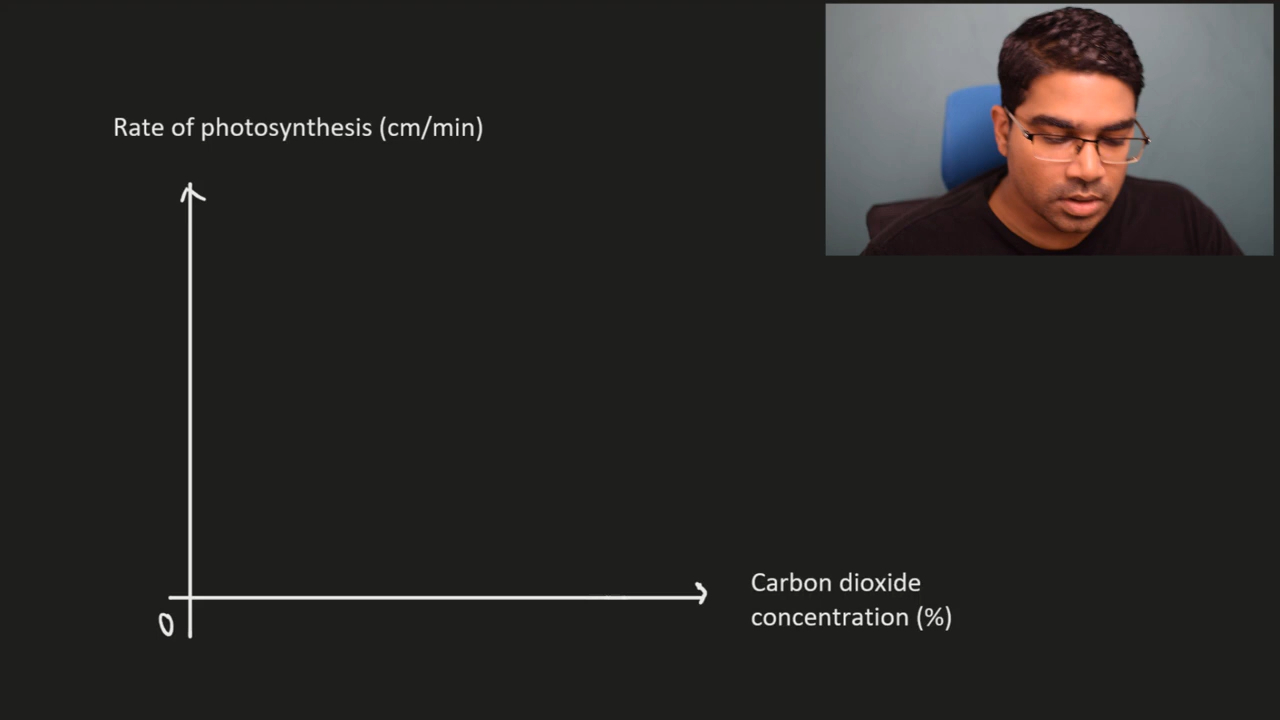 Rate of photosynthesis (cm/min)
0
Carbon dioxide
concentration (%)